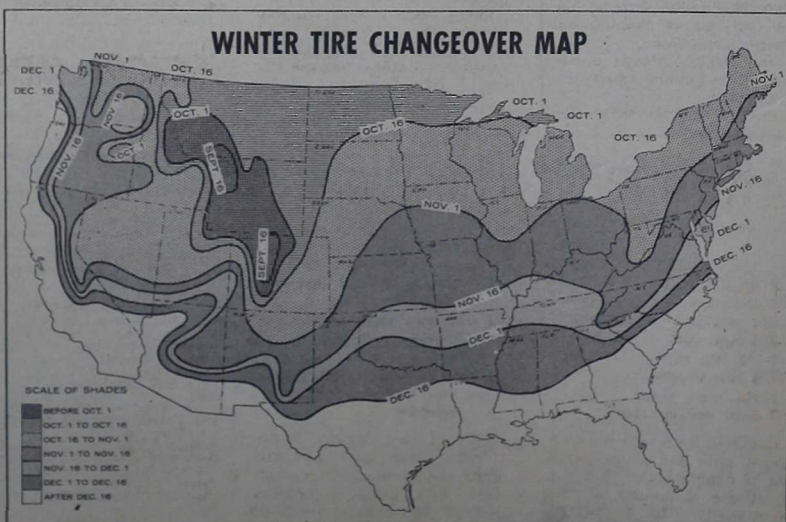 WINTER TIRE CHANGEOVER MAP
NOV. 1
DEC. 1
OCT. 16
DEC. 16
NOV. 16
OCT. 1
OCT. 1
SEPT. 16
NOV. 16
OCT. 16
OCT. 1
OCT. 1
OCT. 16
NOV. 1
NOV. 1
NOV. 16
DEC. 1
DEC. 16
SEPT. 16
NOV. 16
DEC. 1
DEC. 16
SCALE OF SHADES
BEFORE OCT. 1
OCT. 1 TO OCT. 16
OCT. 16 TO NOV. 1
NOV. 1 TO NOV. 16
NOV. 16 TO DEC. 1
DEC. 1 TO DEC. 16
AFTER DEC. 16